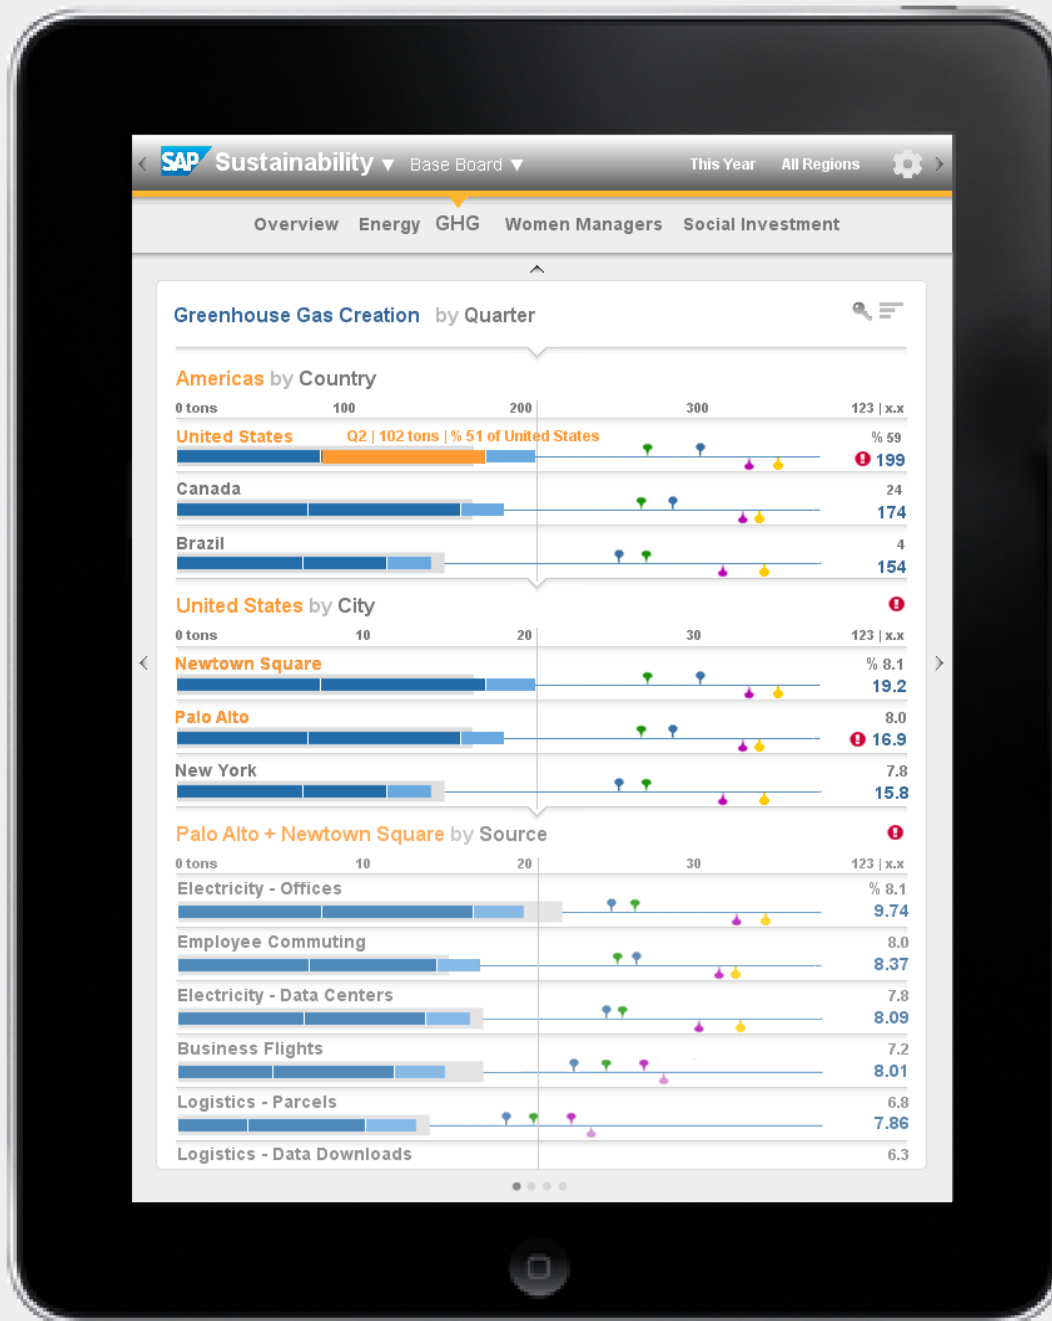 SAP Sustainability ▼ Base Board ▼ This Year All Regions
Overview Energy GHG Women Managers Social Investment
Greenhouse Gas Creation by Quarter
Americas by Country
0 tons 100 200 300 123 | x.x
United States Q2 | 102 tons | % 51 of United States % 59
199
Canada 24
174
Brazil 4
154
United States by City
0 tons 10 20 30 123 | x.x
Newtown Square % 8.1
19.2
Palo Alto 8.0
16.9
New York 7.8
15.8
Palo Alto + Newtown Square by Source
0 tons 10 20 30 123 | x.x
Electricity - Offices % 8.1
9.74
Employee Commuting 8.0
8.37
Electricity - Data Centers 7.8
8.09
Business Flights 7.2
8.01
Logistics - Parcels 6.8
7.86
Logistics - Data Downloads 6.3